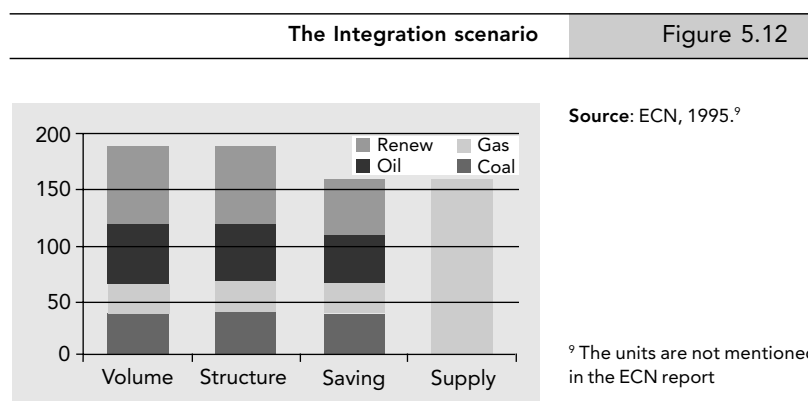 The Integration scenario Figure 5.12
Source: ECN, 1995.⁹
200
150
100
50
0
Renew Gas
Oil Coal
Volume Structure Saving Supply
⁹ The units are not mentioned
in the ECN report